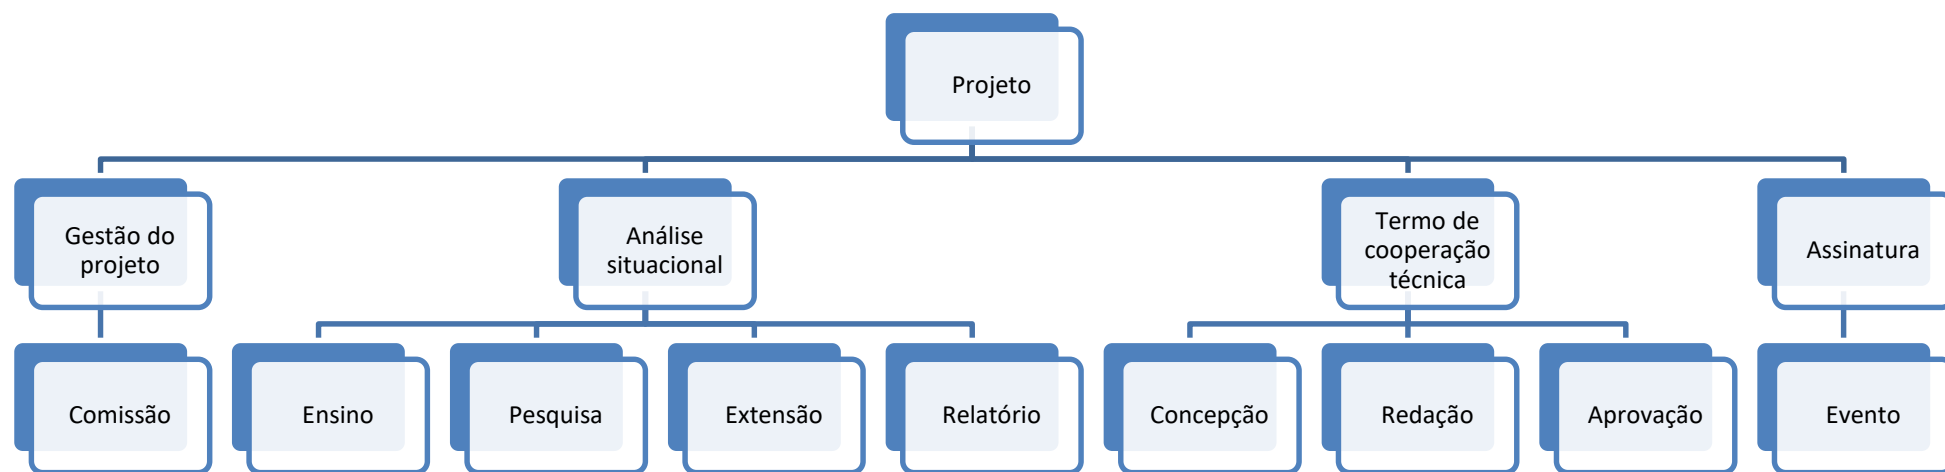 Projeto
Gestão do
projeto
Análise
situacional
Termo de
cooperação
técnica
Assinatura
Comissão
Ensino
Pesquisa
Extensão
Relatório
Concepção
Redação
Aprovação
Evento